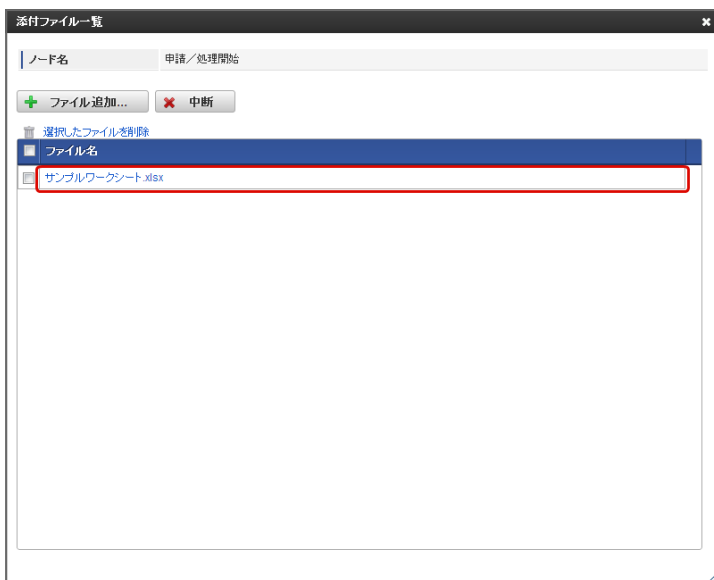 添付ファイル一覧
ノード名 申請／処理開始
ファイル追加... 中断
選択したファイルを削除
ファイル名
サンプルワークシート.xlsx